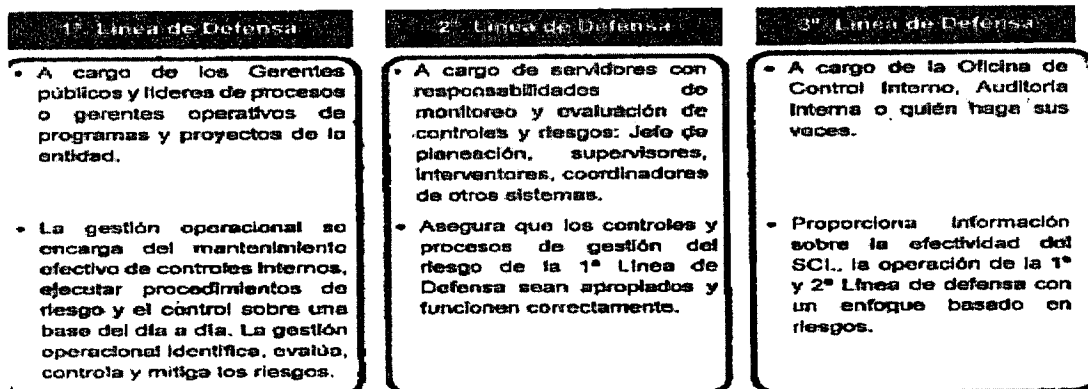 1ª Línea de Defensa
• A cargo de los Gerentes
públicos y líderes de procesos
o gerentes operativos de
programas y proyectos de la
entidad.
• La gestión operacional se
encarga del mantenimiento
efectivo de controles internos,
ejecutar procedimientos de
riesgo y el control sobre una
base del día a día. La gestión
operacional identifica, evalúa,
controla y mitiga los riesgos.
2ª Línea de Defensa
• A cargo de servidores con
responsabilidades de
monitoreo y evaluación de
controles y riesgos: Jefe de
planeación, supervisores,
interventores, coordinadores
de otros sistemas.
• Asegura que los controles y
procesos de gestión del
riesgo de la 1ª Línea de
Defensa sean apropiados y
funcionen correctamente.
3ª Línea de Defensa
• A cargo de la Oficina de
Control Interno, Auditoría
Interna o quién haga sus
veces.
• Proporciona información
sobre la efectividad del
SCI., la operación de la 1ª
y 2ª Línea de defensa con
un enfoque basado en
riesgos.